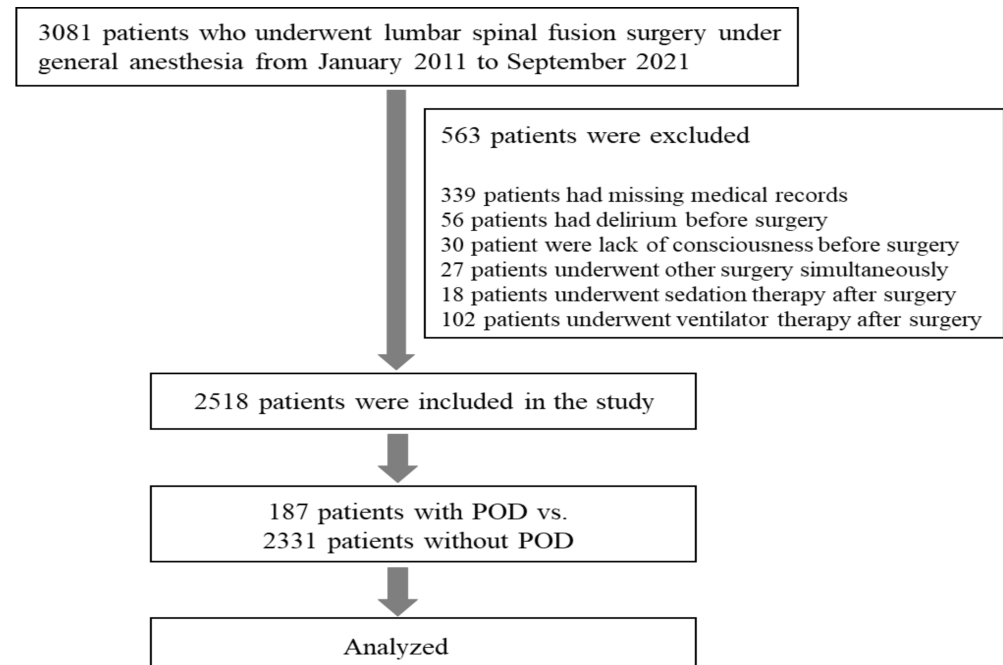 3081 patients who underwent lumbar spinal fusion surgery under
general anesthesia from January 2011 to September 2021
563 patients were excluded
339 patients had missing medical records
56 patients had delirium before surgery
30 patient were lack of consciousness before surgery
27 patients underwent other surgery simultaneously
18 patients underwent sedation therapy after surgery
102 patients underwent ventilator therapy after surgery
2518 patients were included in the study
187 patients with POD vs.
2331 patients without POD
Analyzed